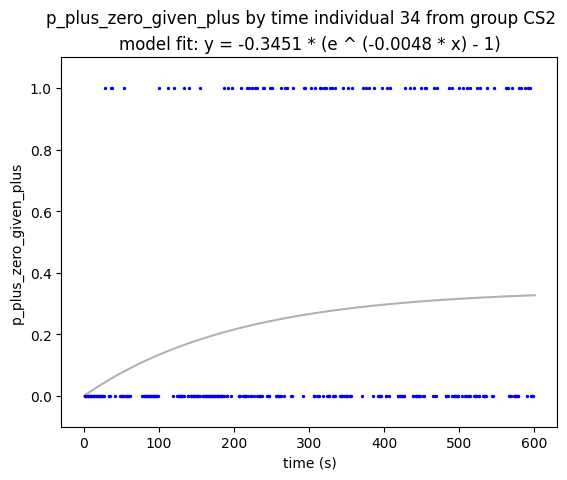 p_plus_zero_given_plus by time individual 34 from group CS2
model fit: y = -0.3451 * (e ^ (-0.0048 * x) - 1)
p_plus_zero_given_plus
1.0
0.8
0.6
0.4
0.2
0.0
0 100 200 300 400 500 600
time (s)